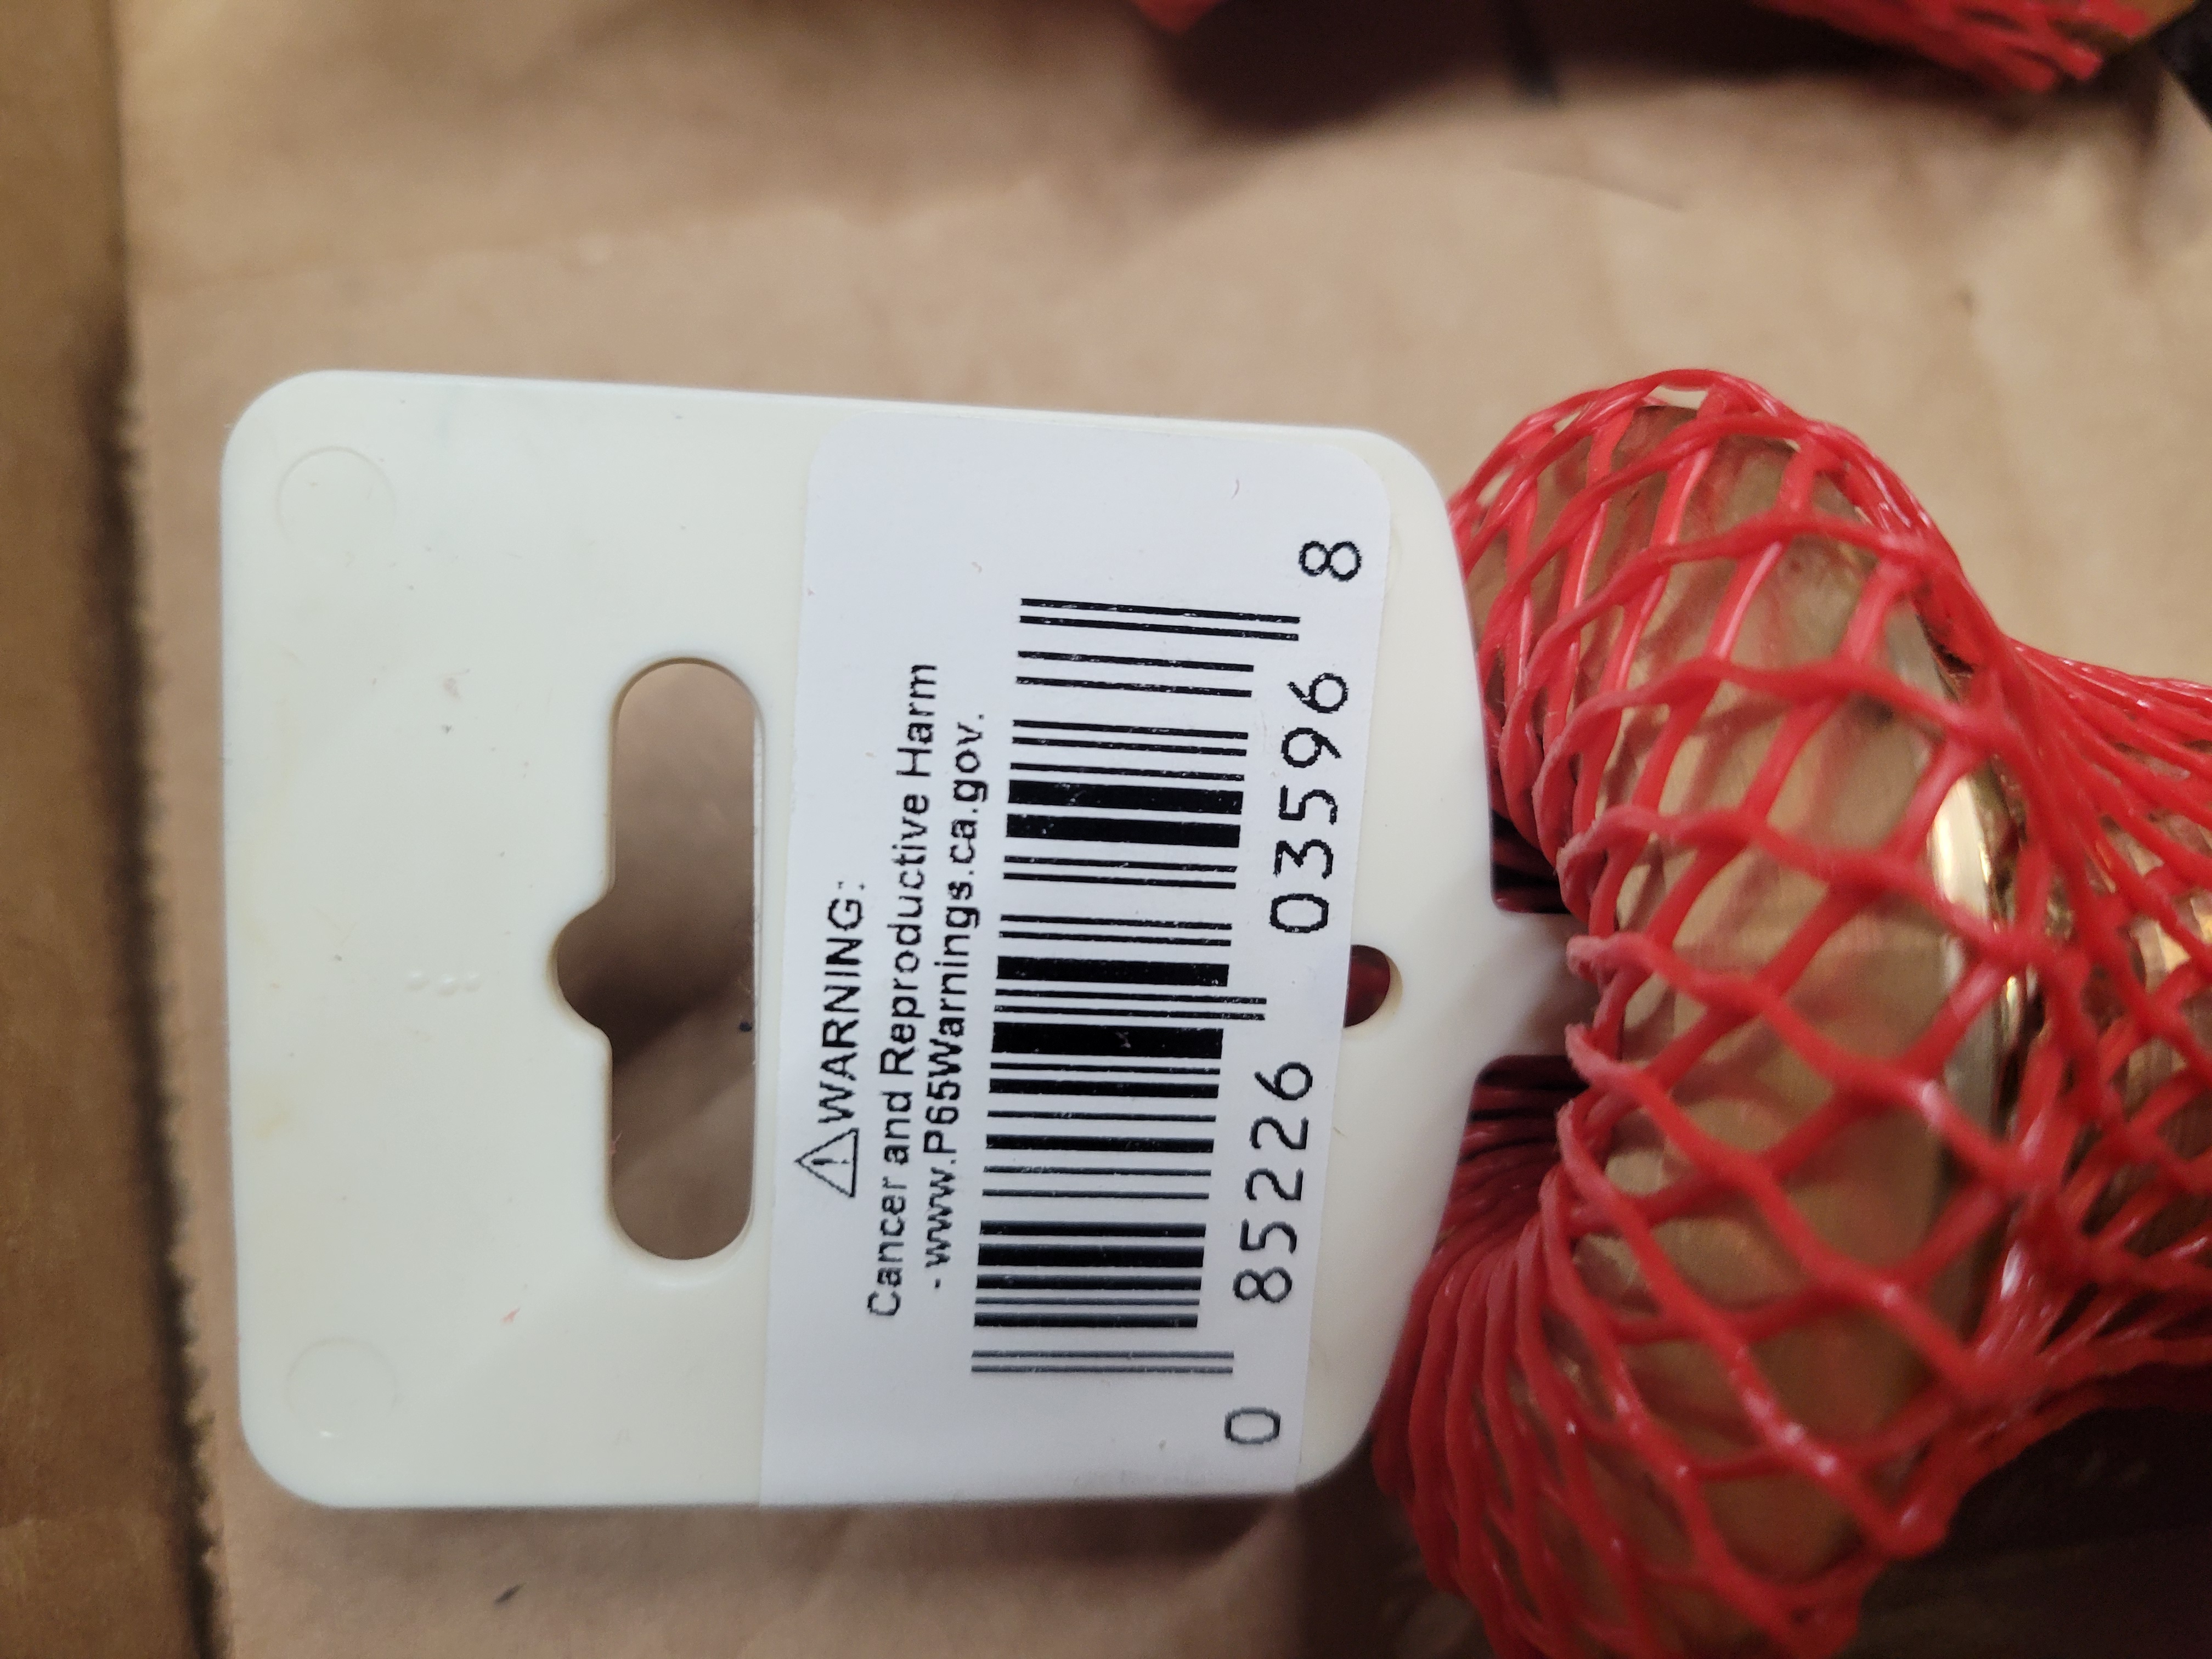 ⚠WARNING:
Cancer and Reproductive Harm
- www.P65Warnings.ca.gov.
0 85226 03596 8